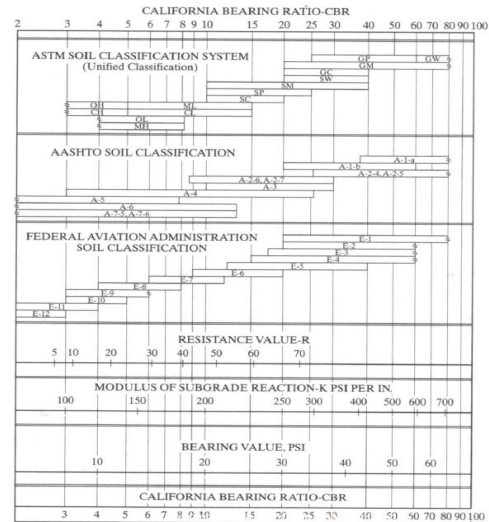 CALIFORNIA BEARING RATIO-CBR
2 3 4 5 6 7 8 9 10 15 20 25 30 40 50 60 70 80 90 100
ASTM SOIL CLASSIFICATION SYSTEM
(Unified Classification)
GP GW
GM
GC
SW
SM
SP
SC
OH ML
CH CL
OL
MH
AASHTO SOIL CLASSIFICATION
A-1-a
A-1-b
A-2-4, A-2-5
A-2-6, A-2-7
A-3
A-4
A-5
A-6
A-7-5, A-7-6
FEDERAL AVIATION ADMINISTRATION
SOIL CLASSIFICATION
E-1
E-2
E-3
E-4
E-5
E-6
E-7
E-8
E-9
E-10
E-11
E-12
RESISTANCE VALUE-R
5 10 20 30 40 50 60 70
MODULUS OF SUBGRADE REACTION-K PSI PER IN.
100 150 200 250 300 400 500 600 700
BEARING VALUE, PSI
10 20 30 40 50 60
CALIFORNIA BEARING RATIO-CBR
3 4 5 6 7 8 9 10 15 20 25 30 40 50 60 70 80 90 100